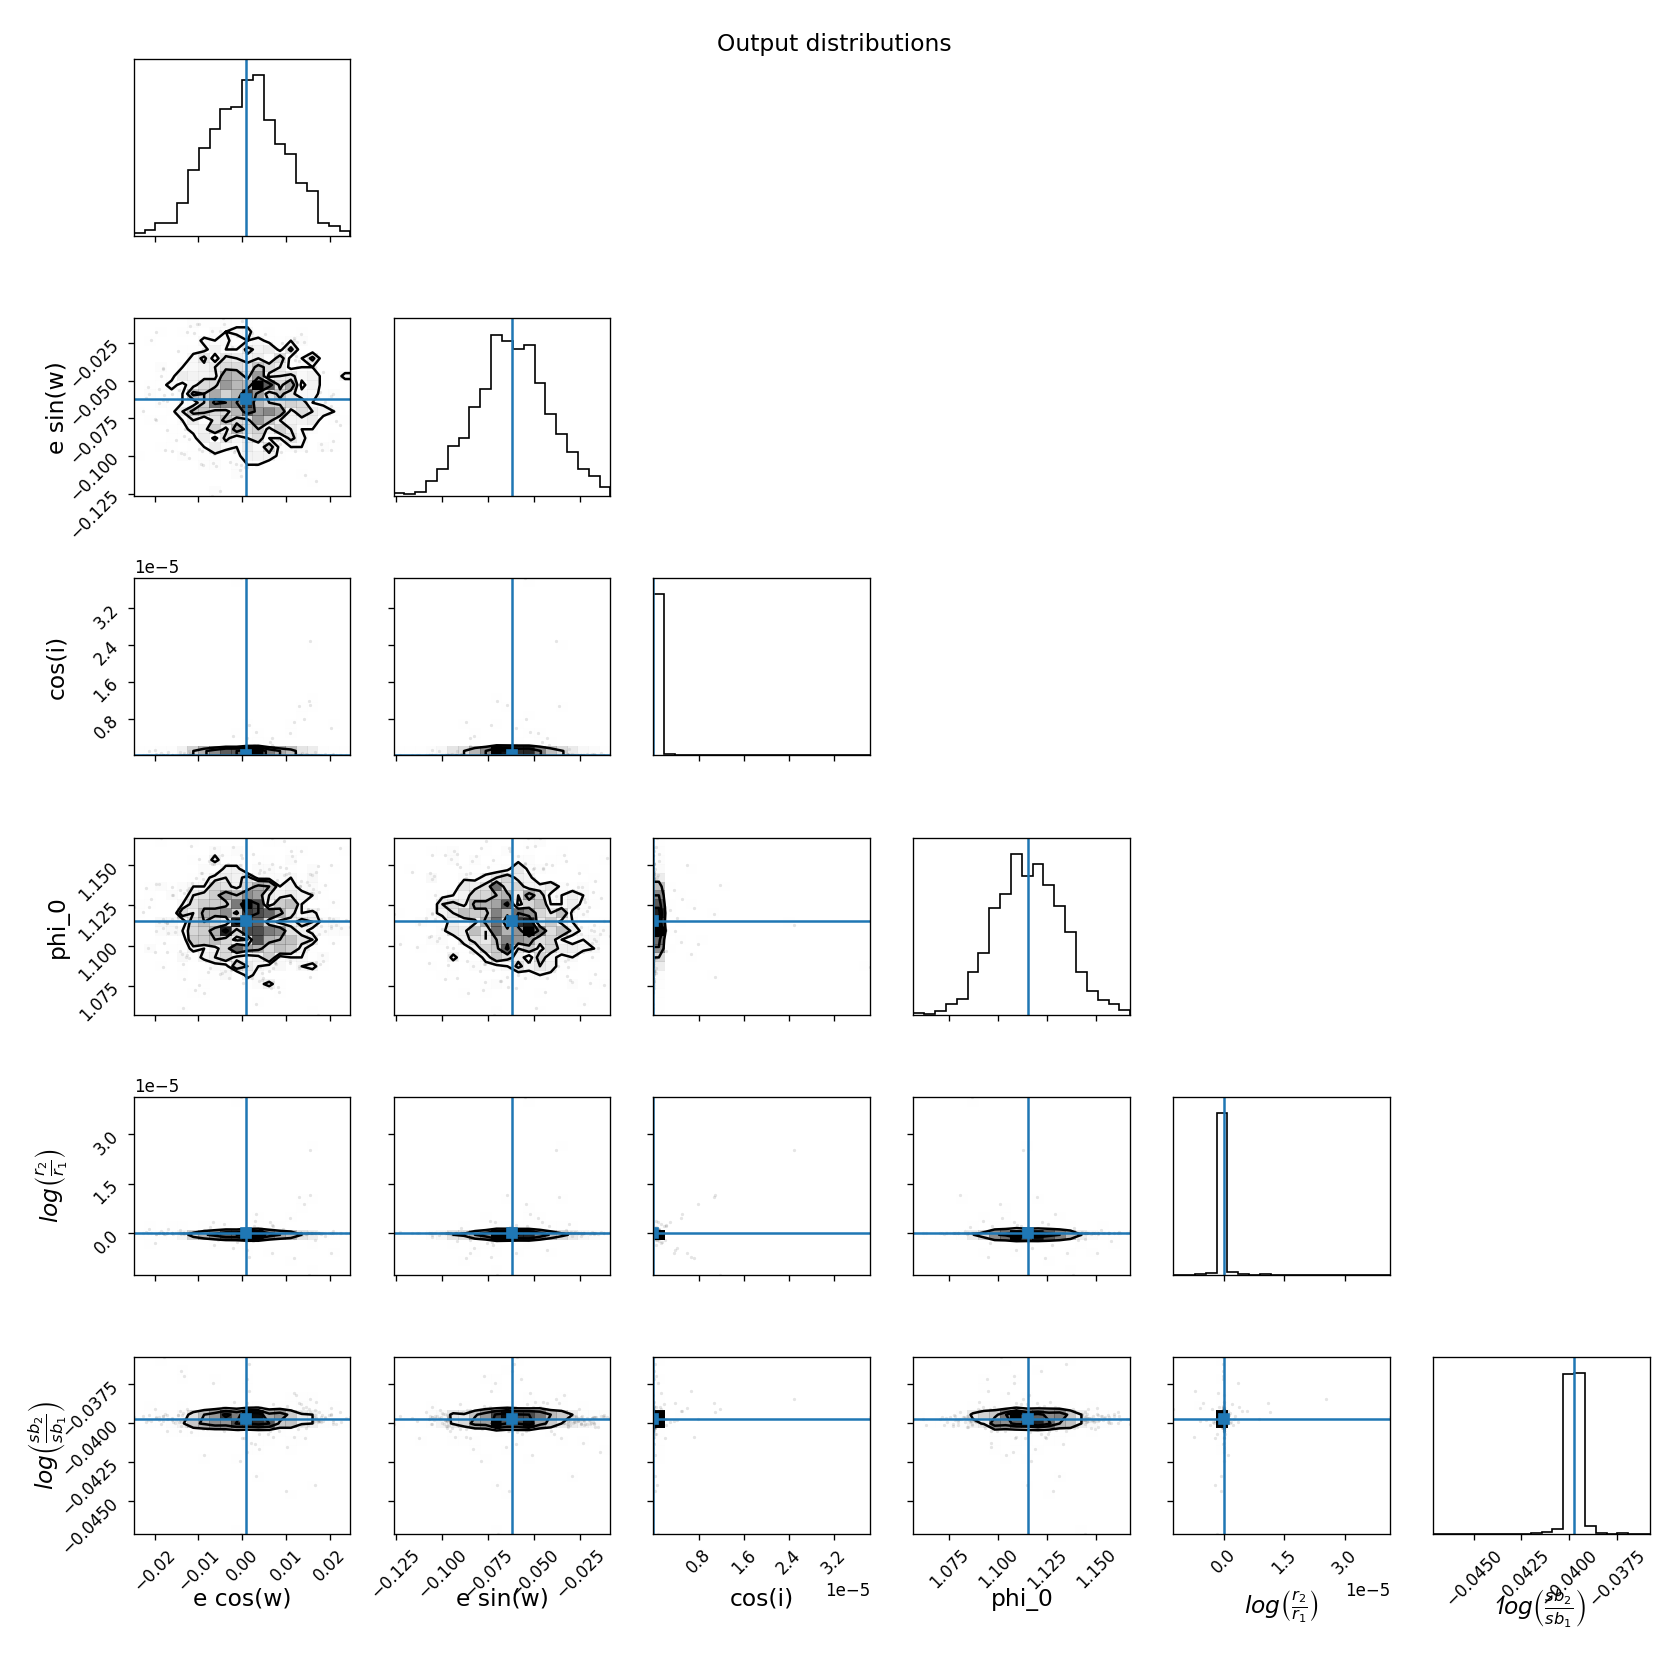 Output distributions
e sin(w)
−0.025
−0.050
−0.075
−0.100
−0.125
1e−5
cos(i)
3.2
2.4
1.6
0.8
phi_0
1.150
1.125
1.100
1.075
1e−5
log(r₂/r₁)
3.0
1.5
0.0
log(sb₂/sb₁)
−0.0375
−0.0400
−0.0425
−0.0450
−0.02 −0.01 0.00 0.01 0.02
e cos(w)
−0.125 −0.100 −0.075 −0.050 −0.025
e sin(w)
0.8 1.6 2.4 3.2
1e−5
cos(i)
1.075 1.100 1.125 1.150
phi_0
0.0 1.5 3.0
1e−5
log(r₂/r₁)
−0.0450 −0.0425 −0.0400 −0.0375
log(sb₂/sb₁)